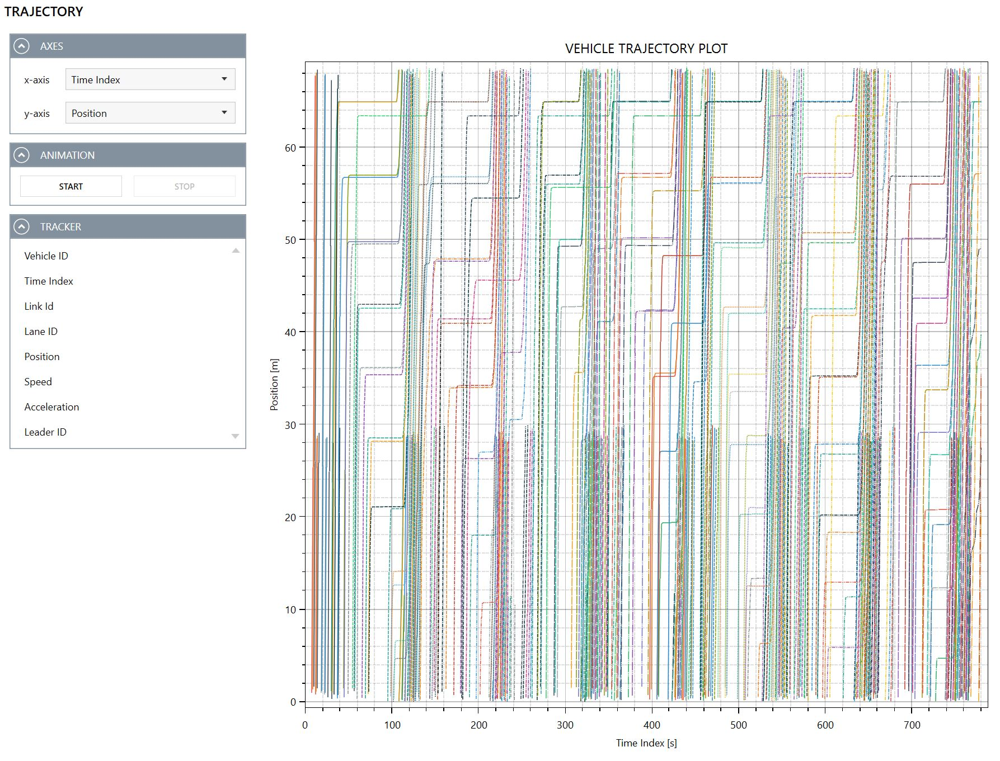 TRAJECTORY
AXES
x-axis
Time Index
y-axis
Position
ANIMATION
START
STOP
TRACKER
Vehicle ID
Time Index
Link Id
Lane ID
Position
Speed
Acceleration
Leader ID
VEHICLE TRAJECTORY PLOT
Position [m]
60
50
40
30
20
10
0
0 100 200 300 400 500 600 700
Time Index [s]